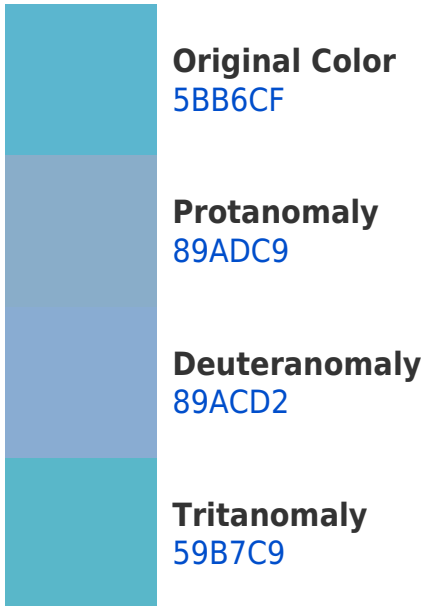 Original Color
5BB6CF
Protanomaly
89ADC9
Deuteranomaly
89ACD2
Tritanomaly
59B7C9